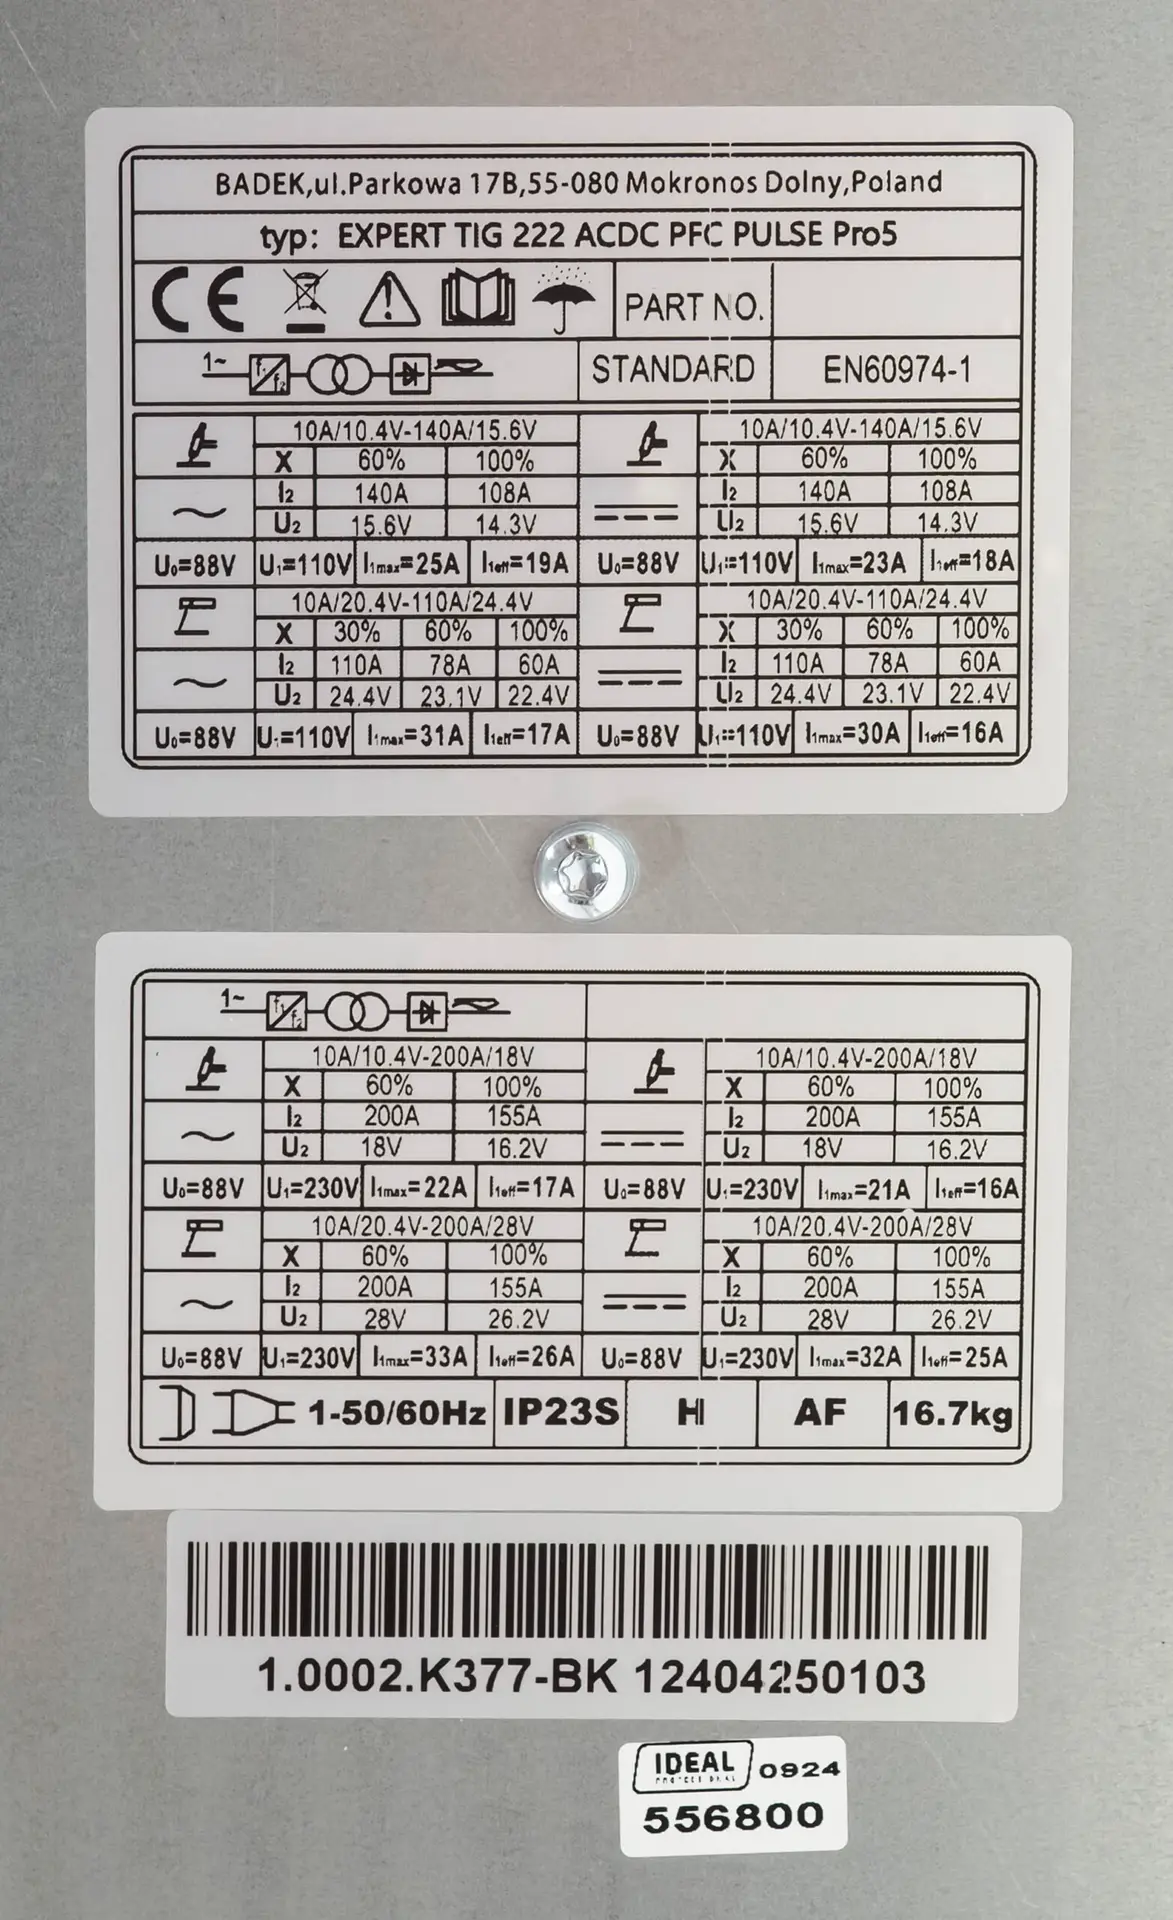 BADEK,ul.Parkowa 17B,55-080 Mokronos Dolny,Poland
typ: EXPERT TIG 222 ACDC PFC PULSE Pro5
CE PART NO.
1~ f1 f2 STANDARD EN60974-1
10A/10.4V-140A/15.6V 10A/10.4V-140A/15.6V
X 60% 100% X 60% 100%
I2 140A 108A I2 140A 108A
U2 15.6V 14.3V U2 15.6V 14.3V
U0=88V U1=110V I1max=25A I1eff=19A U0=88V U1=110V I1max=23A I1eff=18A
10A/20.4V-110A/24.4V 10A/20.4V-110A/24.4V
X 30% 60% 100% X 30% 60% 100%
I2 110A 78A 60A I2 110A 78A 60A
U2 24.4V 23.1V 22.4V U2 24.4V 23.1V 22.4V
U0=88V U1=110V I1max=31A I1eff=17A U0=88V U1=110V I1max=30A I1eff=16A
1~ f1 f2
10A/10.4V-200A/18V 10A/10.4V-200A/18V
X 60% 100% X 60% 100%
I2 200A 155A I2 200A 155A
U2 18V 16.2V U2 18V 16.2V
U0=88V U1=230V I1max=22A I1eff=17A U0=88V U1=230V I1max=21A I1eff=16A
10A/20.4V-200A/28V 10A/20.4V-200A/28V
X 60% 100% X 60% 100%
I2 200A 155A I2 200A 155A
U2 28V 26.2V U2 28V 26.2V
U0=88V U1=230V I1max=33A I1eff=26A U0=88V U1=230V I1max=32A I1eff=25A
1-50/60Hz IP23S H AF 16.7kg
1.0002.K377-BK 12404250103
IDEAL 0924
556800